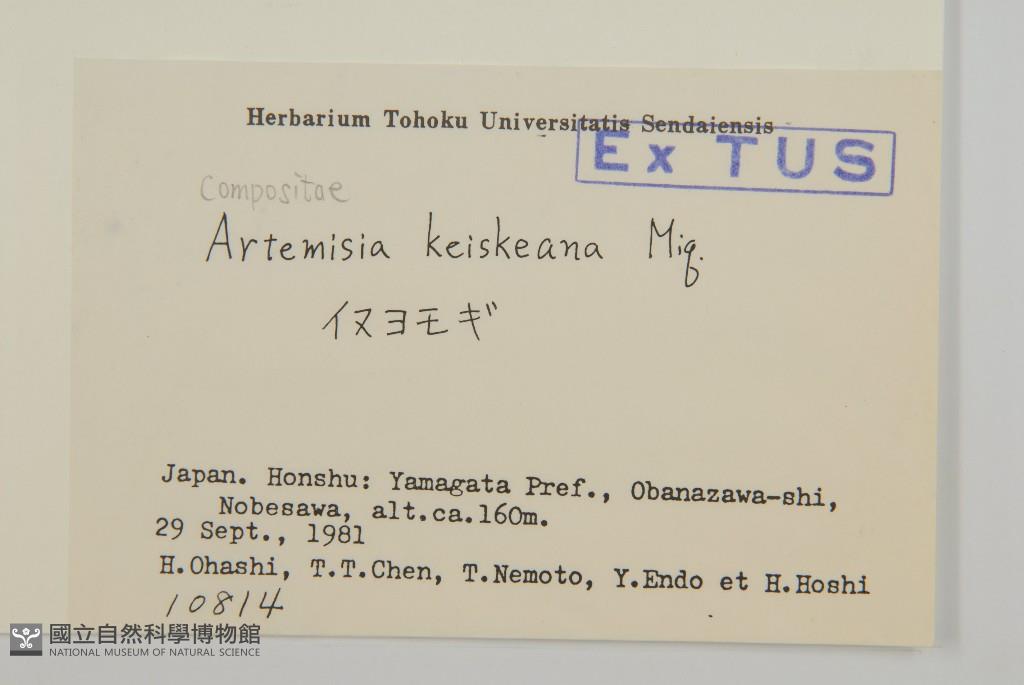 Herbarium Tohoku Universitatis Sendaiensis
Ex TUS
Compositae
Artemisia keiskeana Miq.
イヌヨモギ
Japan. Honshu: Yamagata Pref., Obanazawa-shi,
Nobesawa, alt.ca.160m.
29 Sept., 1981
H.Ohashi, T.T.Chen, T.Nemoto, Y.Endo et H.Hoshi
10814
國立自然科學博物館
NATIONAL MUSEUM OF NATURAL SCIENCE